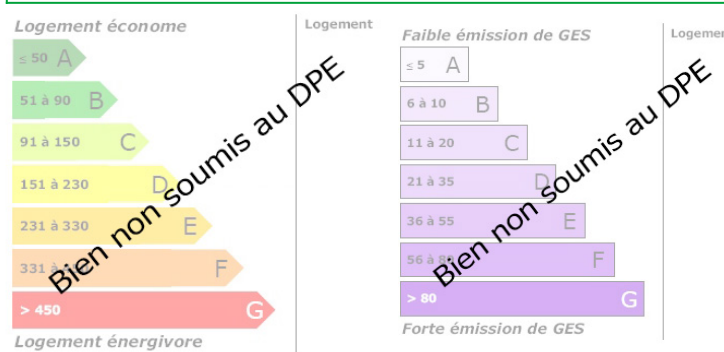 Logement économe
Logement
≤ 50 A
51 à 90 B
91 à 150 C
151 à 230 D
231 à 330 E
331 à F
> 450 G
Logement énergivore
Bien non soumis au DPE
Faible émission de GES
≤ 5 A
6 à 10 B
11 à 20 C
21 à 35 D
36 à 55 E
56 à 80 F
> 80 G
Forte émission de GES
Bien non soumis au DPE